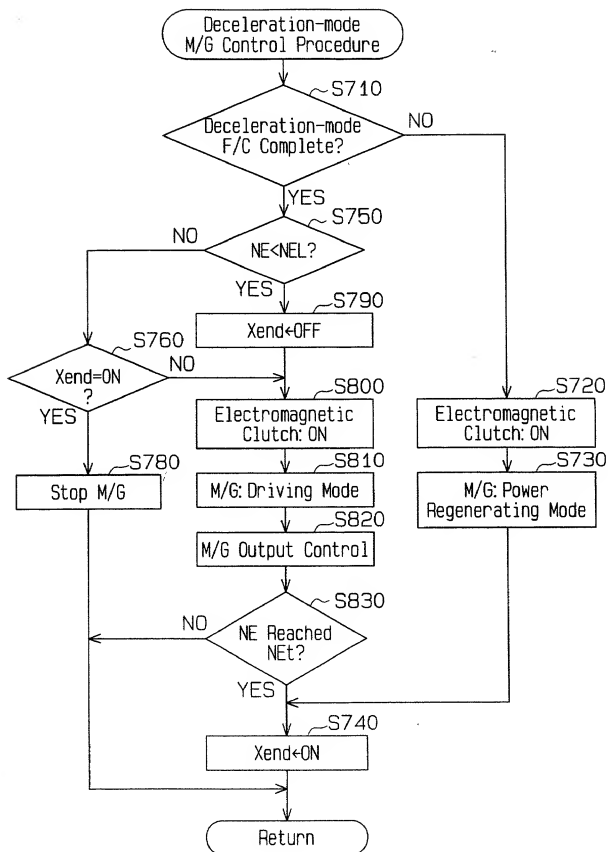 Deceleration-mode
M/G Control Procedure
S710
Deceleration-mode
F/C Complete?
NO
YES
S750
NE<NEL?
NO
YES
S790
Xend←OFF
S760
Xend=ON
?
NO
YES
S800
Electromagnetic
Clutch: ON
S720
Electromagnetic
Clutch: ON
S780
Stop M/G
S810
M/G: Driving Mode
S730
M/G: Power
Regenerating Mode
S820
M/G Output Control
S830
NE Reached
NEt?
NO
YES
S740
Xend←ON
Return